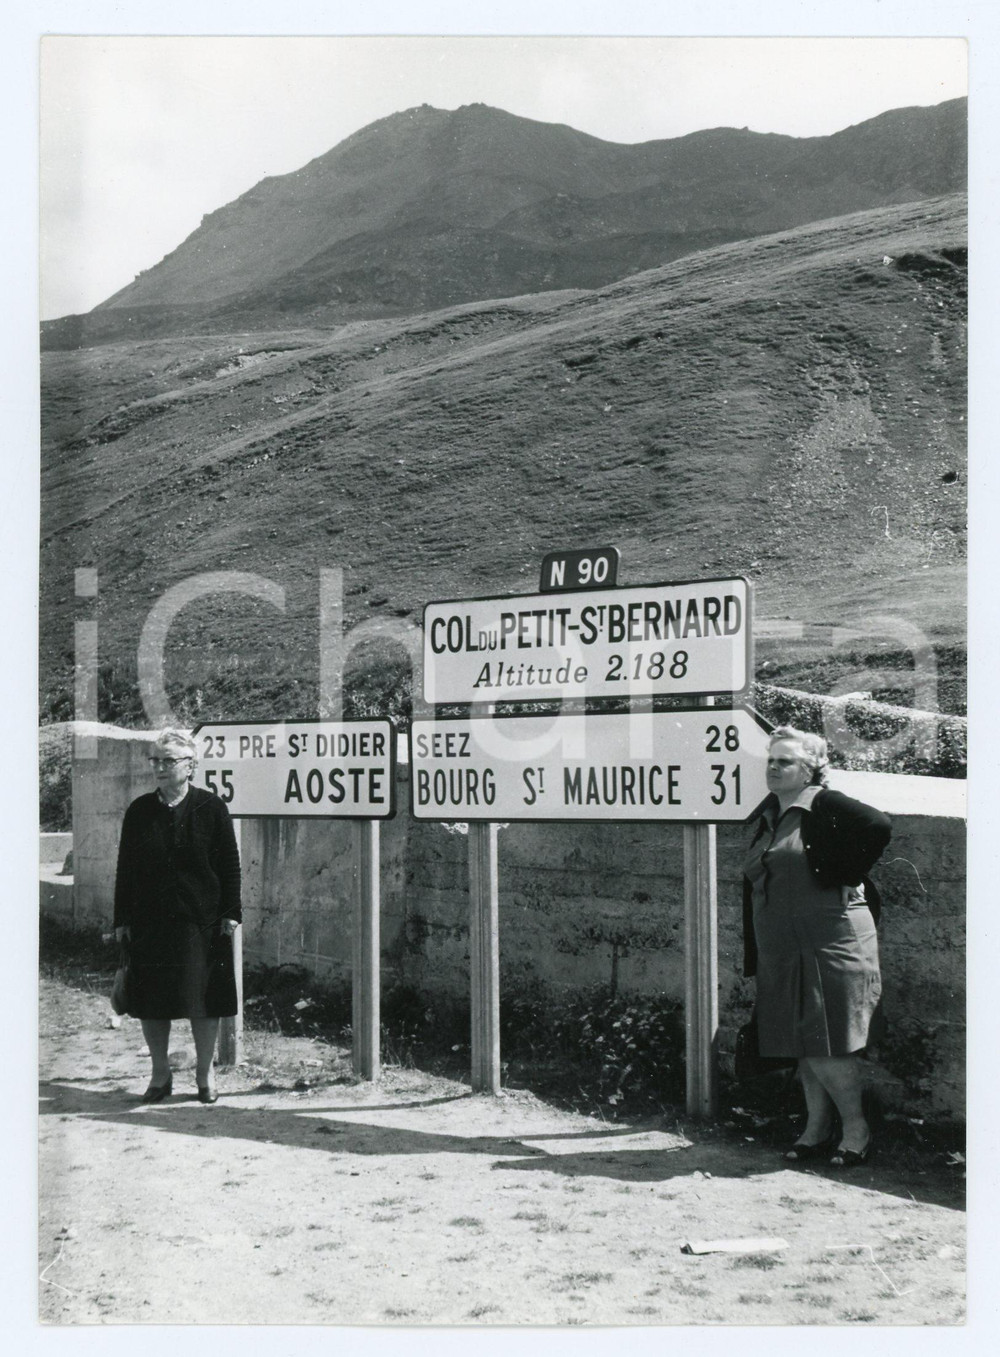 N 90
COL DU PETIT-ST BERNARD
Altitude 2.188
23 PRE ST DIDIER
55 AOSTE
SEEZ 28
BOURG ST MAURICE 31
iCharta